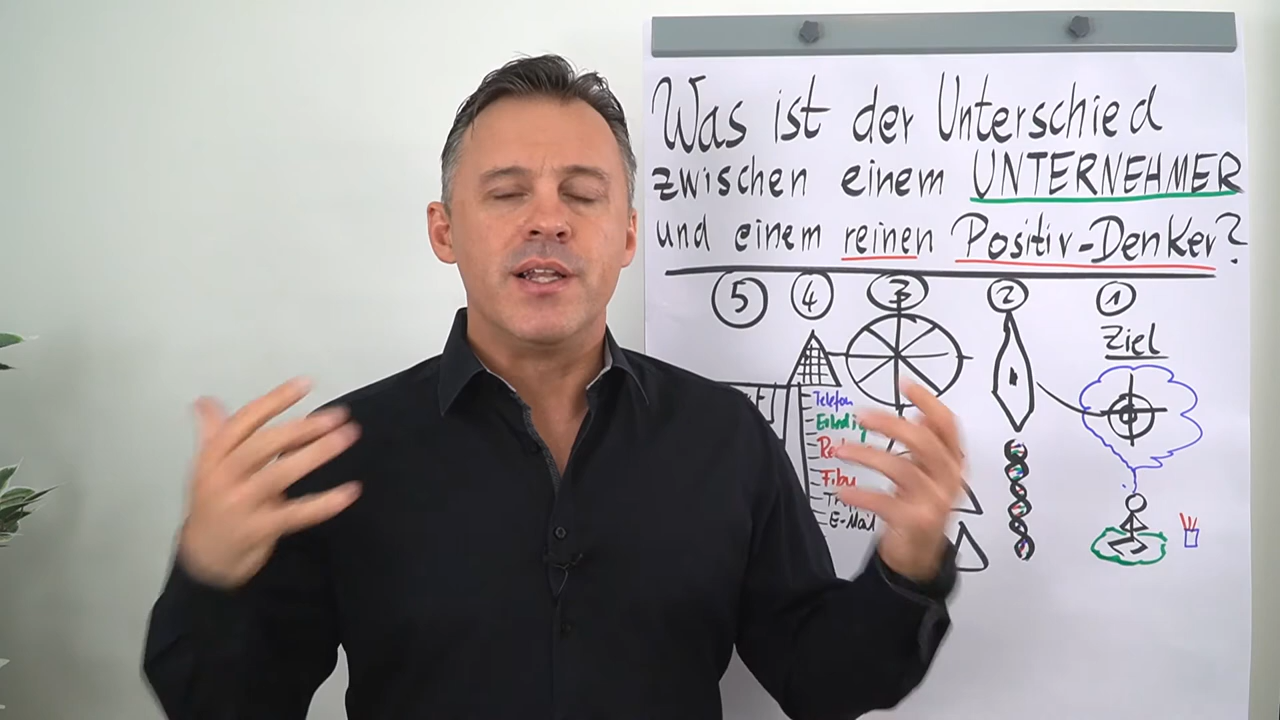 Was ist der Unterschied
zwischen einem UNTERNEHMER
und einem reinen Positiv-Denker?
5 4 3 2 1
Ziel
Telefon
Fibu
E-Mail